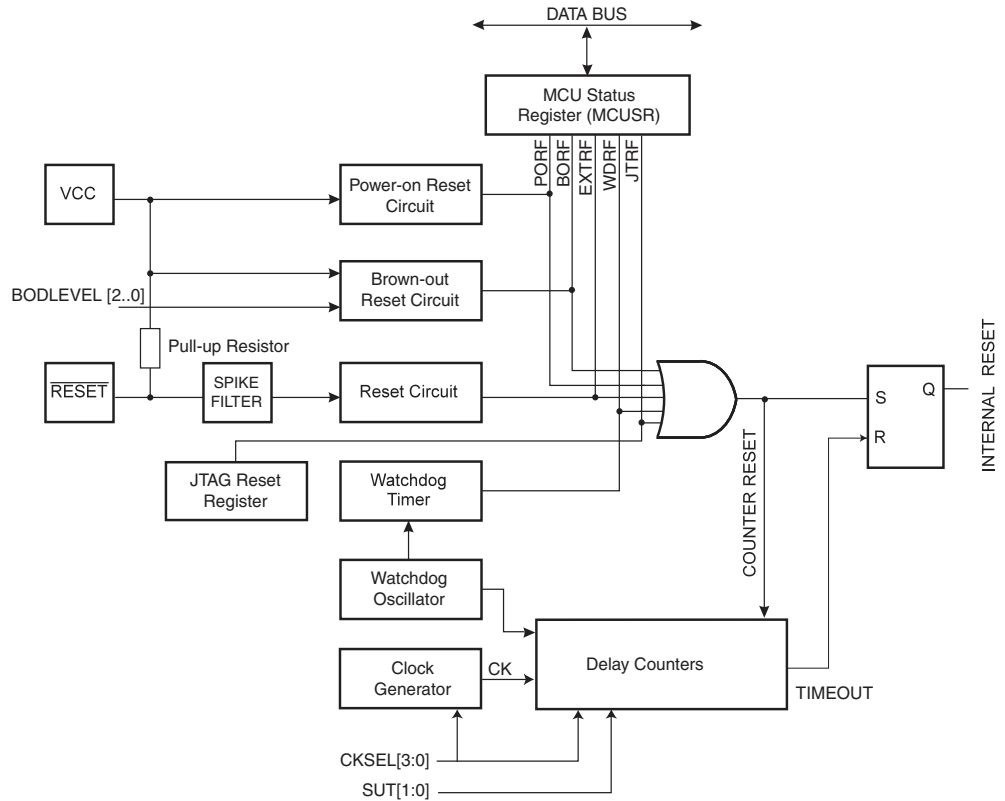 DATA BUS
MCU Status
Register (MCUSR)
PORF
BORF
EXTRF
WDRF
JTRF
VCC
Power-on Reset
Circuit
Brown-out
Reset Circuit
BODLEVEL [2..0]
Pull-up Resistor
RESET
SPIKE
FILTER
Reset Circuit
JTAG Reset
Register
Watchdog
Timer
Watchdog
Oscillator
Clock
Generator
CK
Delay Counters
COUNTER RESET
S
R
Q
INTERNAL RESET
TIMEOUT
CKSEL[3:0]
SUT[1:0]